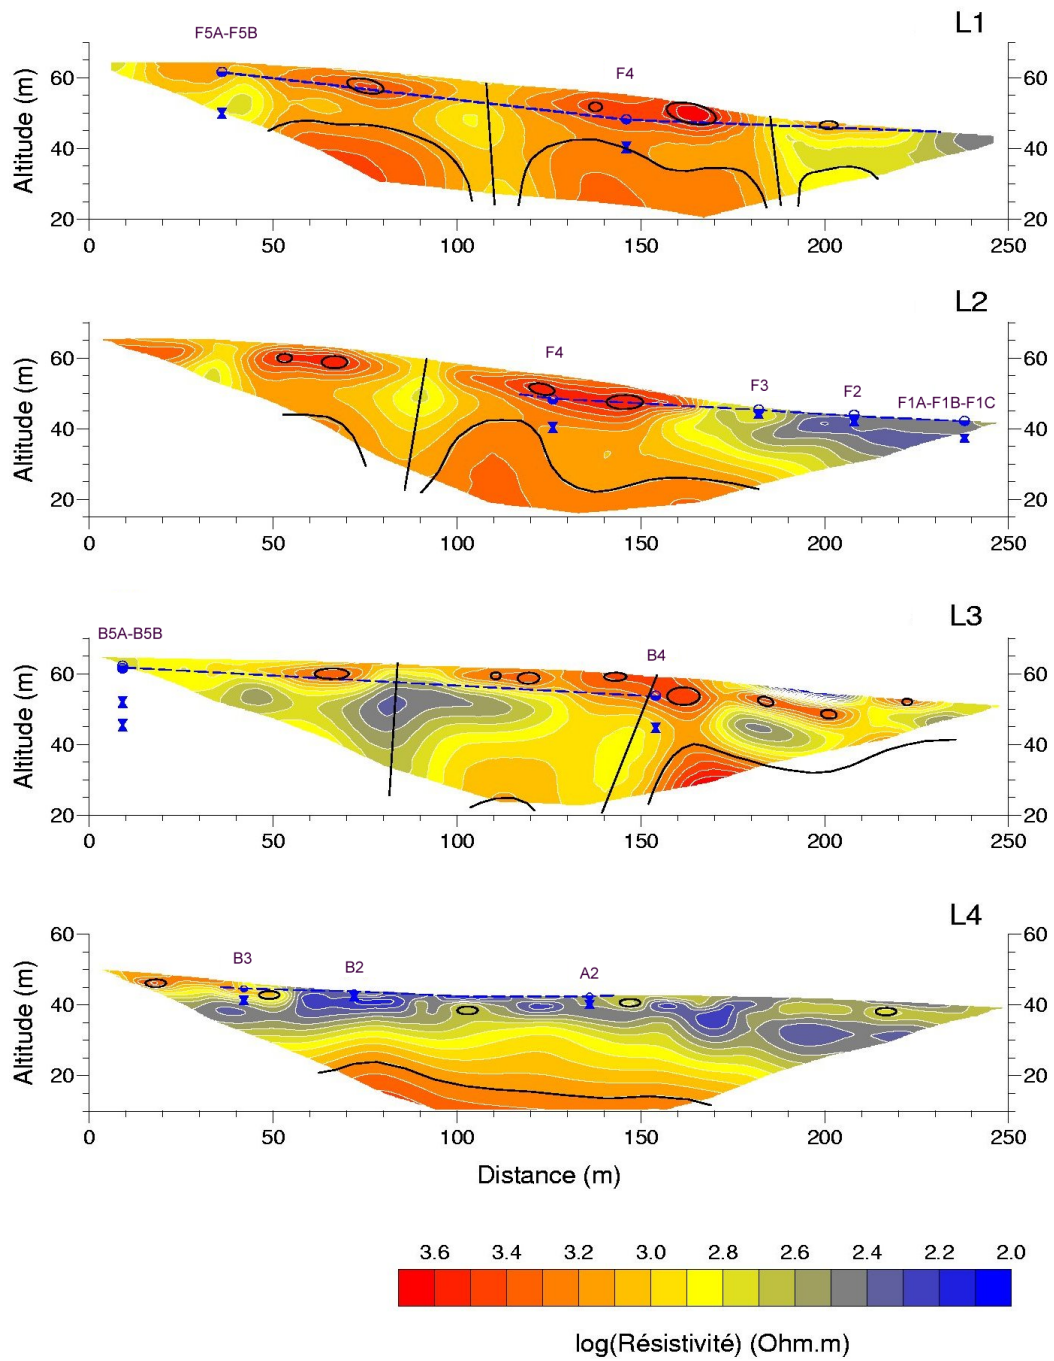 L1
F5A-F5B
F4
Altitude (m)
60
40
20
60
40
20
0 50 100 150 200 250
L2
F4
F3
F2
F1A-F1B-F1C
Altitude (m)
60
40
20
60
40
20
0 50 100 150 200 250
L3
B5A-B5B
B4
Altitude (m)
60
40
20
60
40
20
0 50 100 150 200 250
L4
B3
B2
A2
Altitude (m)
60
40
20
60
40
20
0 50 100 150 200 250
Distance (m)
3.6 3.4 3.2 3.0 2.8 2.6 2.4 2.2 2.0
log(Résistivité) (Ohm.m)